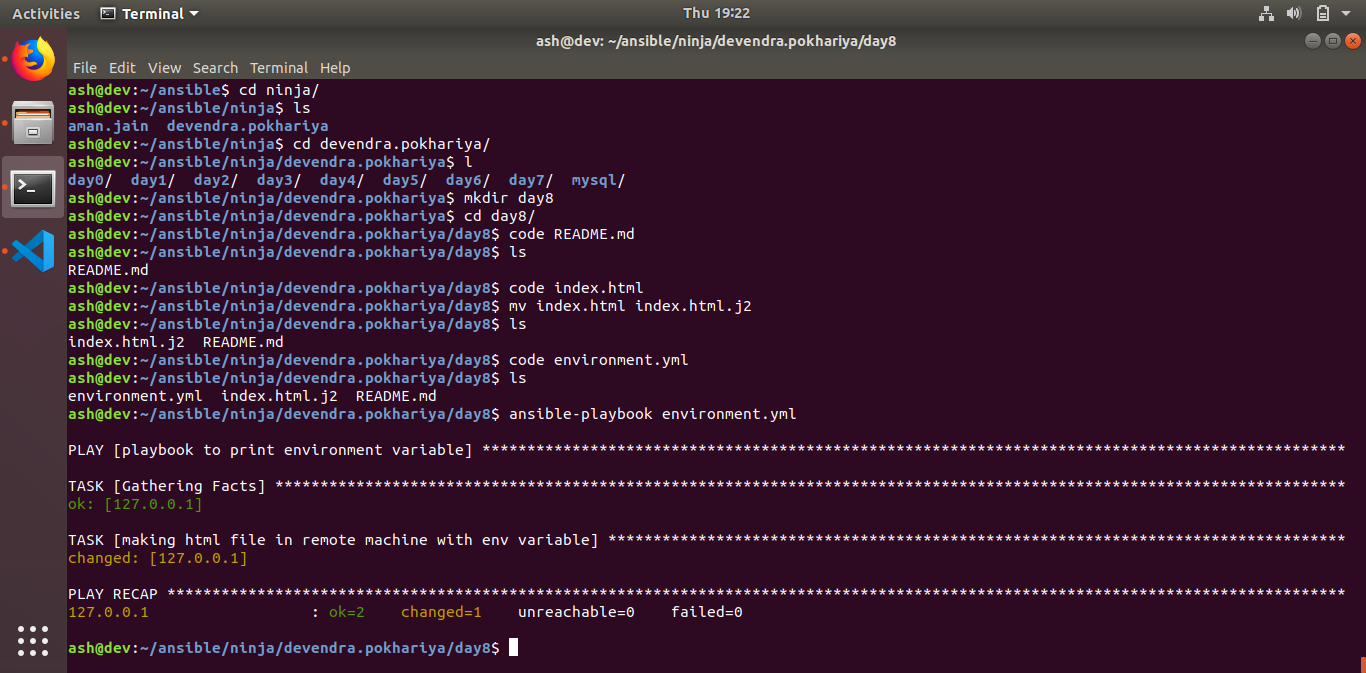 Activities Terminal Thu 19:22
ash@dev: ~/ansible/ninja/devendra.pokhariya/day8
File Edit View Search Terminal Help
ash@dev:~/ansible$ cd ninja/
ash@dev:~/ansible/ninja$ ls
aman.jain  devendra.pokhariya
ash@dev:~/ansible/ninja$ cd devendra.pokhariya/
ash@dev:~/ansible/ninja/devendra.pokhariya$ l
day0/  day1/  day2/  day3/  day4/  day5/  day6/  day7/  mysql/
ash@dev:~/ansible/ninja/devendra.pokhariya$ mkdir day8
ash@dev:~/ansible/ninja/devendra.pokhariya$ cd day8/
ash@dev:~/ansible/ninja/devendra.pokhariya/day8$ code README.md
ash@dev:~/ansible/ninja/devendra.pokhariya/day8$ ls
README.md
ash@dev:~/ansible/ninja/devendra.pokhariya/day8$ code index.html
ash@dev:~/ansible/ninja/devendra.pokhariya/day8$ mv index.html index.html.j2
ash@dev:~/ansible/ninja/devendra.pokhariya/day8$ ls
index.html.j2  README.md
ash@dev:~/ansible/ninja/devendra.pokhariya/day8$ code environment.yml
ash@dev:~/ansible/ninja/devendra.pokhariya/day8$ ls
environment.yml  index.html.j2  README.md
ash@dev:~/ansible/ninja/devendra.pokhariya/day8$ ansible-playbook environment.yml
PLAY [playbook to print environment variable] ************************************************************************************************
TASK [Gathering Facts] ***********************************************************************************************************************
ok: [127.0.0.1]
TASK [making html file in remote machine with env variable] **********************************************************************************
changed: [127.0.0.1]
PLAY RECAP ***********************************************************************************************************************************
127.0.0.1                  : ok=2    changed=1    unreachable=0    failed=0
ash@dev:~/ansible/ninja/devendra.pokhariya/day8$